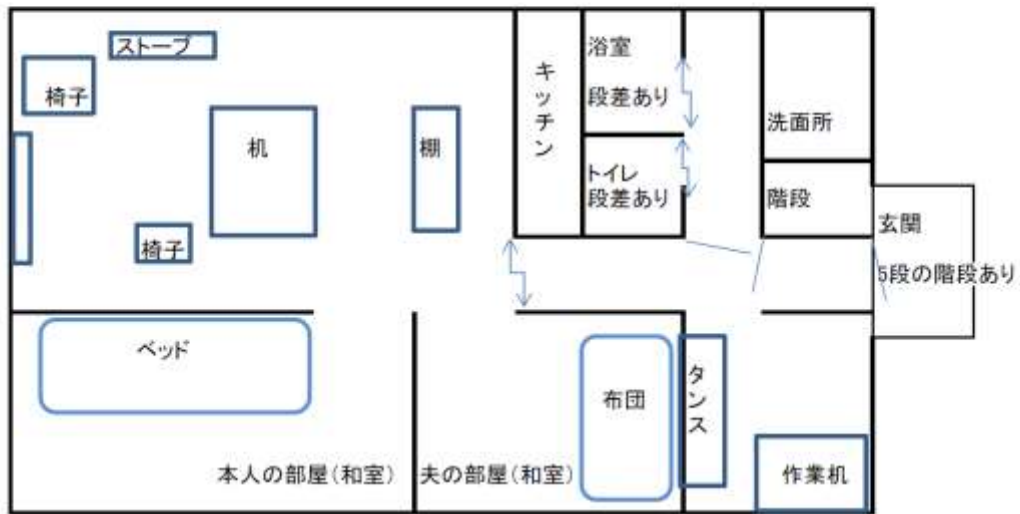 ストーブ
椅子
机
棚
椅子
キッチン
浴室
段差あり
トイレ
段差あり
洗面所
階段
玄関
5段の階段あり
ベッド
本人の部屋(和室)
夫の部屋(和室)
布団
タンス
作業机